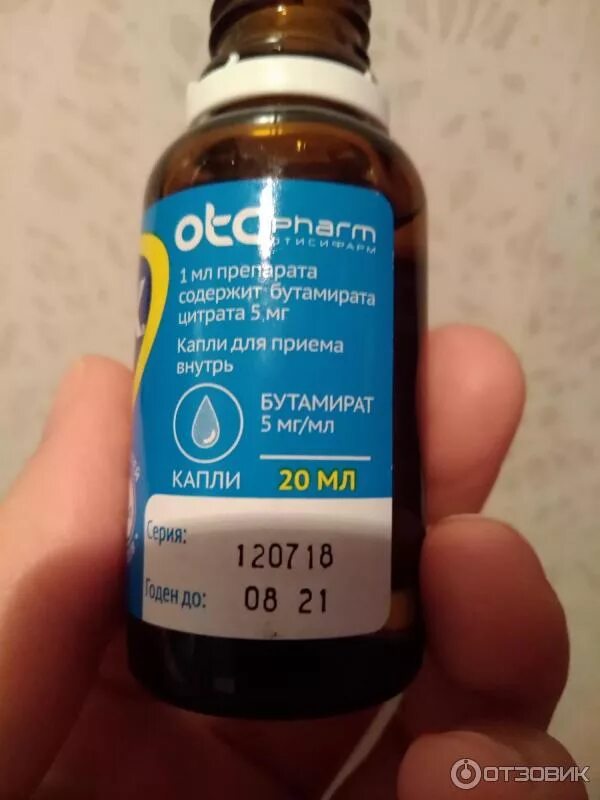 otcpharm
ОТИСИФАРМ
1 мл препарата
содержит бутамирата
цитрата 5 мг
Капли для приема
внутрь
БУТАМИРАТ
5 мг/мл
КАПЛИ
20 МЛ
Серия:
120718
Годен до:
08 21
ОТЗОВИК